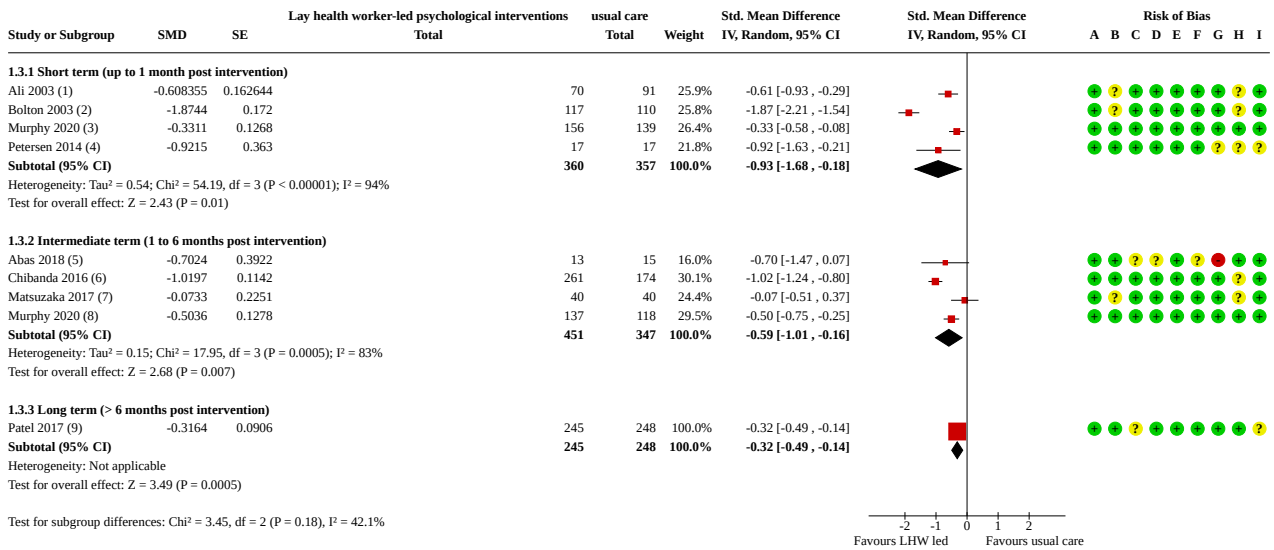 Lay health worker-led psychological interventions usual care Std. Mean Difference Std. Mean Difference Risk of Bias
Study or Subgroup SMD SE Total Total Weight IV, Random, 95% CI IV, Random, 95% CI A B C D E F G H I
1.3.1 Short term (up to 1 month post intervention)
Ali 2003 (1) -0.608355 0.162644 70 91 25.9% -0.61 [-0.93 , -0.29] + ? + + + + + ? +
Bolton 2003 (2) -1.8744 0.172 117 110 25.8% -1.87 [-2.21 , -1.54] + ? + + + + + ? +
Murphy 2020 (3) -0.3311 0.1268 156 139 26.4% -0.33 [-0.58 , -0.08] + + + + + + + + +
Petersen 2014 (4) -0.9215 0.363 17 17 21.8% -0.92 [-1.63 , -0.21] + + + + + + ? ? ?
Subtotal (95% CI) 360 357 100.0% -0.93 [-1.68 , -0.18]
Heterogeneity: Tau² = 0.54; Chi² = 54.19, df = 3 (P < 0.00001); I² = 94%
Test for overall effect: Z = 2.43 (P = 0.01)
1.3.2 Intermediate term (1 to 6 months post intervention)
Abas 2018 (5) -0.7024 0.3922 13 15 16.0% -0.70 [-1.47 , 0.07] + + ? ? + ? - + +
Chibanda 2016 (6) -1.0197 0.1142 261 174 30.1% -1.02 [-1.24 , -0.80] + + + + + + + ? +
Matsuzaka 2017 (7) -0.0733 0.2251 40 40 24.4% -0.07 [-0.51 , 0.37] + ? + + + + + ? +
Murphy 2020 (8) -0.5036 0.1278 137 118 29.5% -0.50 [-0.75 , -0.25] + + + + + + + + +
Subtotal (95% CI) 451 347 100.0% -0.59 [-1.01 , -0.16]
Heterogeneity: Tau² = 0.15; Chi² = 17.95, df = 3 (P = 0.0005); I² = 83%
Test for overall effect: Z = 2.68 (P = 0.007)
1.3.3 Long term (> 6 months post intervention)
Patel 2017 (9) -0.3164 0.0906 245 248 100.0% -0.32 [-0.49 , -0.14] + + ? + + + + + ?
Subtotal (95% CI) 245 248 100.0% -0.32 [-0.49 , -0.14]
Heterogeneity: Not applicable
Test for overall effect: Z = 3.49 (P = 0.0005)
Test for subgroup differences: Chi² = 3.45, df = 2 (P = 0.18), I² = 42.1%
-2 -1 0 1 2
Favours LHW led Favours usual care